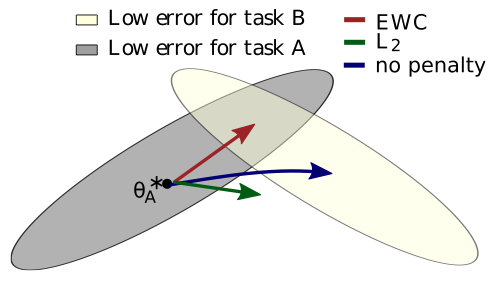 Low error for task B
Low error for task A
EWC
L2
no penalty
θA*